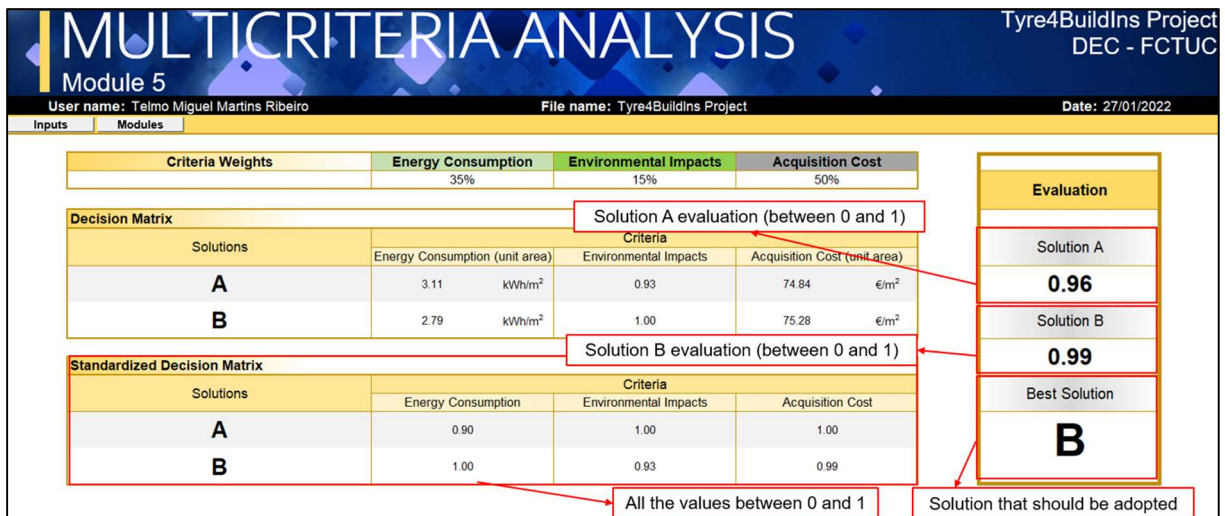 MULTICRITERIA ANALYSIS
Tyre4BuildIns Project
DEC - FCTUC
Module 5
User name: Telmo Miguel Martins Ribeiro File name: Tyre4BuildIns Project Date: 27/01/2022
Inputs Modules
Criteria Weights Energy Consumption Environmental Impacts Acquisition Cost
35% 15% 50%
Decision Matrix
Solution A evaluation (between 0 and 1)
Solutions Criteria
Energy Consumption (unit area) Environmental Impacts Acquisition Cost (unit area)
A 3.11 kWh/m² 0.93 74.84 €/m²
B 2.79 kWh/m² 1.00 75.28 €/m²
Solution B evaluation (between 0 and 1)
Standardized Decision Matrix
Solutions Criteria
Energy Consumption Environmental Impacts Acquisition Cost
A 0.90 1.00 1.00
B 1.00 0.93 0.99
All the values between 0 and 1
Evaluation
Solution A
0.96
Solution B
0.99
Best Solution
B
Solution that should be adopted